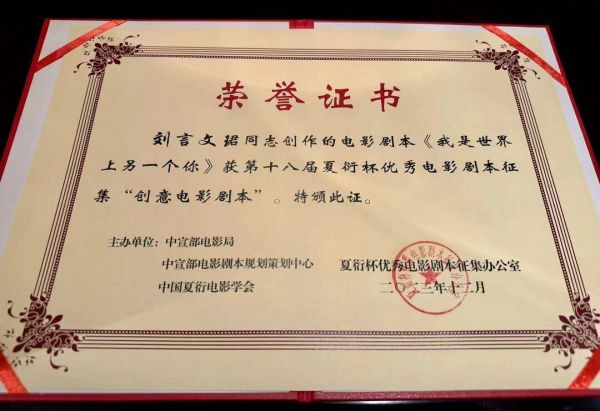 荣誉证书
刘言文珺同志创作的电影剧本《我是世界
上另一个你》获第十八届夏衍杯优秀电影剧本征
集“创意电影剧本”。特颁此证。
主办单位：中宣部电影局
中宣部电影剧本规划策划中心 夏衍杯优秀电影剧本征集办公室
中国夏衍电影学会 二〇二三年十二月